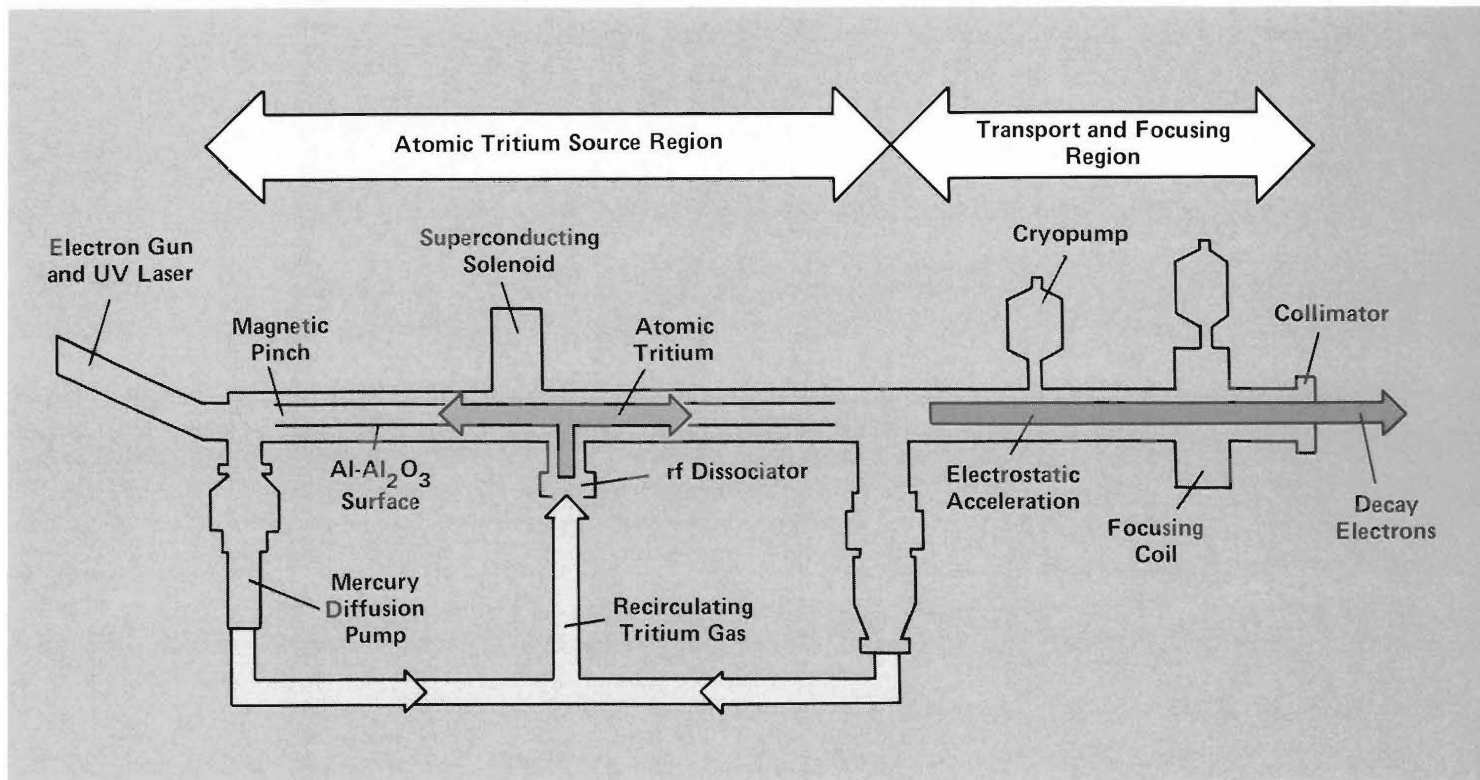 Atomic Tritium Source Region
Transport and Focusing
Region
Electron Gun
and UV Laser
Superconducting
Solenoid
Cryopump
Magnetic
Pinch
Atomic
Tritium
Collimator
Al-Al₂O₃
Surface
rf Dissociator
Electrostatic
Acceleration
Focusing
Coil
Decay
Electrons
Mercury
Diffusion
Pump
Recirculating
Tritium Gas